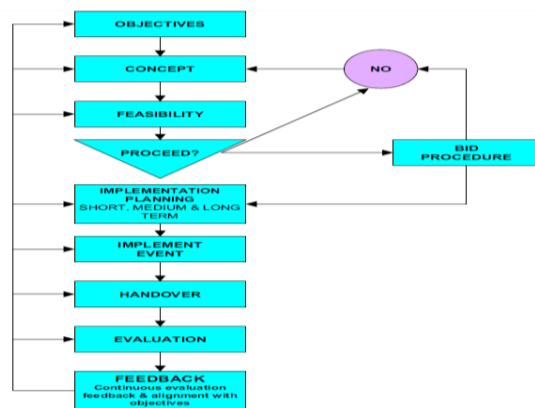 OBJECTIVES
CONCEPT
NO
FEASIBILITY
PROCEED?
BID
PROCEDURE
IMPLEMENTATION
PLANNING
SHORT, MEDIUM & LONG
TERM
IMPLEMENT
EVENT
HANDOVER
EVALUATION
FEEDBACK
Continuous evaluation
feedback & alignment with
objectives